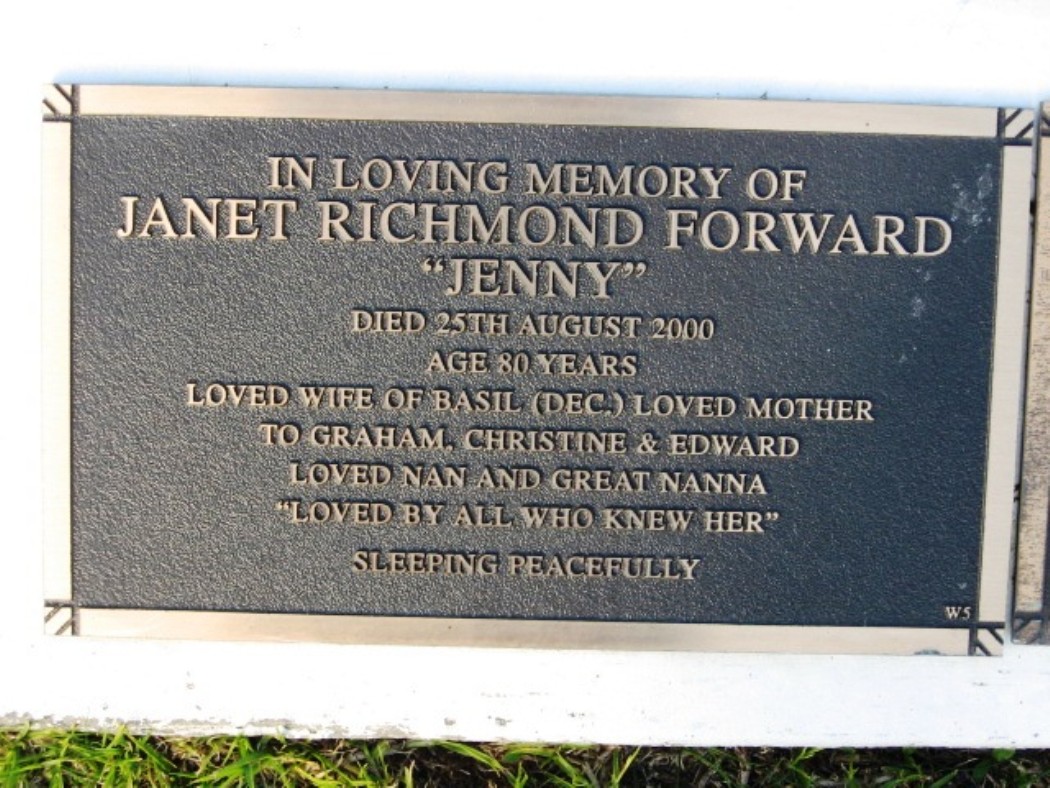 IN LOVING MEMORY OF
JANET RICHMOND FORWARD
“JENNY”
DIED 25TH AUGUST 2000
AGE 80 YEARS
LOVED WIFE OF BASIL (DEC.) LOVED MOTHER
TO GRAHAM, CHRISTINE & EDWARD
LOVED NAN AND GREAT NANNA
“LOVED BY ALL WHO KNEW HER”
SLEEPING PEACEFULLY
W5